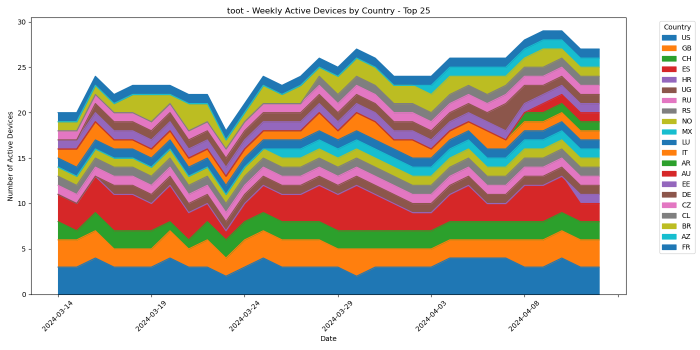 toot - Weekly Active Devices by Country - Top 25
Number of Active Devices
30
25
20
15
10
5
0
2024-03-14
2024-03-19
2024-03-24
2024-03-29
2024-04-03
2024-04-08
Date
Country
US
GB
CH
ES
HR
UG
RU
RS
NO
MX
LU
IT
AR
AU
EE
DE
CZ
CL
BR
AZ
FR